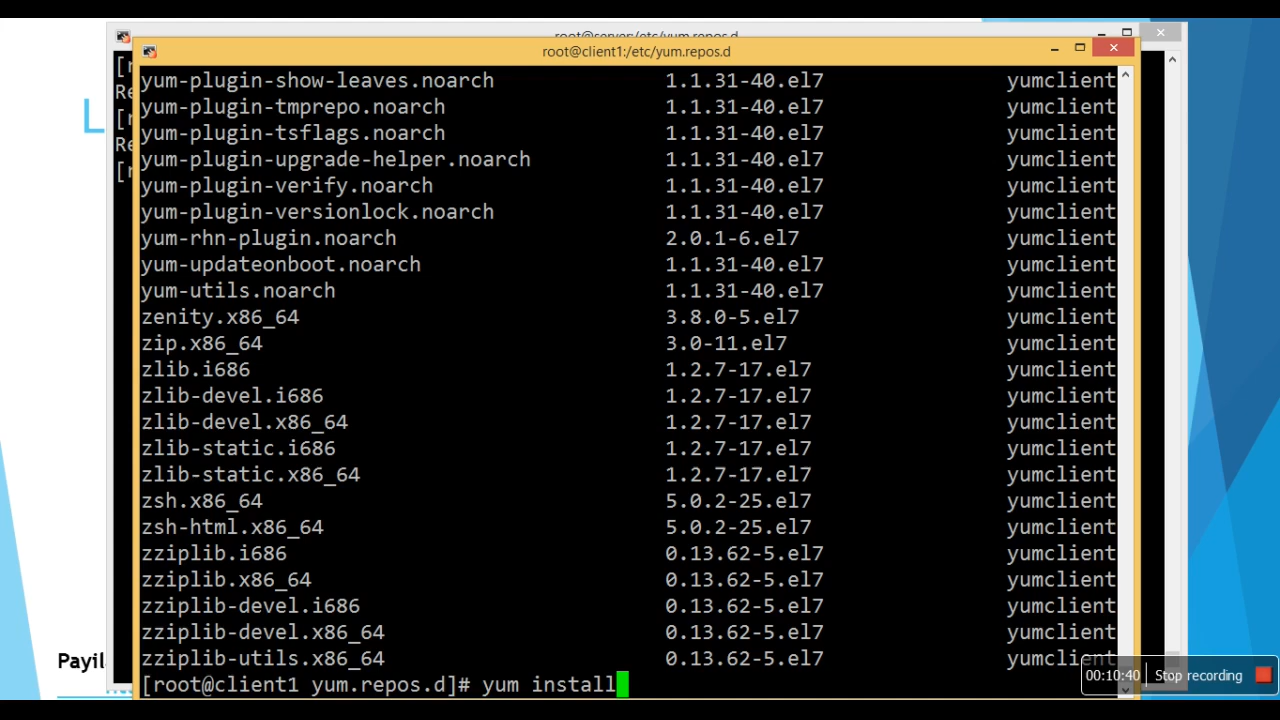 root@server:/etc/yum.repos.d
root@client1:/etc/yum.repos.d
L
[r
Re
[r
Re
[r
yum-plugin-show-leaves.noarch 1.1.31-40.el7 yumclient
yum-plugin-tmprepo.noarch 1.1.31-40.el7 yumclient
yum-plugin-tsflags.noarch 1.1.31-40.el7 yumclient
yum-plugin-upgrade-helper.noarch 1.1.31-40.el7 yumclient
yum-plugin-verify.noarch 1.1.31-40.el7 yumclient
yum-plugin-versionlock.noarch 1.1.31-40.el7 yumclient
yum-rhn-plugin.noarch 2.0.1-6.el7 yumclient
yum-updateonboot.noarch 1.1.31-40.el7 yumclient
yum-utils.noarch 1.1.31-40.el7 yumclient
zenity.x86_64 3.8.0-5.el7 yumclient
zip.x86_64 3.0-11.el7 yumclient
zlib.i686 1.2.7-17.el7 yumclient
zlib-devel.i686 1.2.7-17.el7 yumclient
zlib-devel.x86_64 1.2.7-17.el7 yumclient
zlib-static.i686 1.2.7-17.el7 yumclient
zlib-static.x86_64 1.2.7-17.el7 yumclient
zsh.x86_64 5.0.2-25.el7 yumclient
zsh-html.x86_64 5.0.2-25.el7 yumclient
zziplib.i686 0.13.62-5.el7 yumclient
zziplib.x86_64 0.13.62-5.el7 yumclient
zziplib-devel.i686 0.13.62-5.el7 yumclient
zziplib-devel.x86_64 0.13.62-5.el7 yumclient
zziplib-utils.x86_64 0.13.62-5.el7 yumclient
[root@client1 yum.repos.d]# yum install
Payila
00:10:40 Stop recording